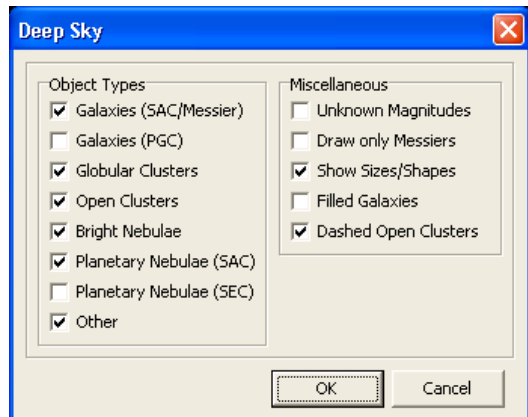 Deep Sky
Object Types
Galaxies (SAC/Messier)
Galaxies (PGC)
Globular Clusters
Open Clusters
Bright Nebulae
Planetary Nebulae (SAC)
Planetary Nebulae (SEC)
Other
Miscellaneous
Unknown Magnitudes
Draw only Messiers
Show Sizes/Shapes
Filled Galaxies
Dashed Open Clusters
OK
Cancel